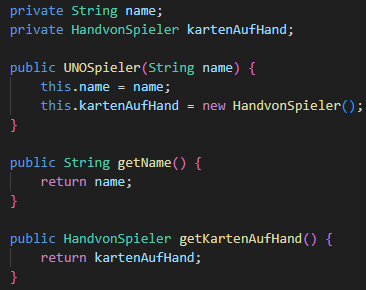 private String name;
private HandvonSpieler kartenAufHand;
public UNOSpieler(String name) {
this.name = name;
this.kartenAufHand = new HandvonSpieler();
}
public String getName() {
return name;
}
public HandvonSpieler getKartenAufHand() {
return kartenAufHand;
}